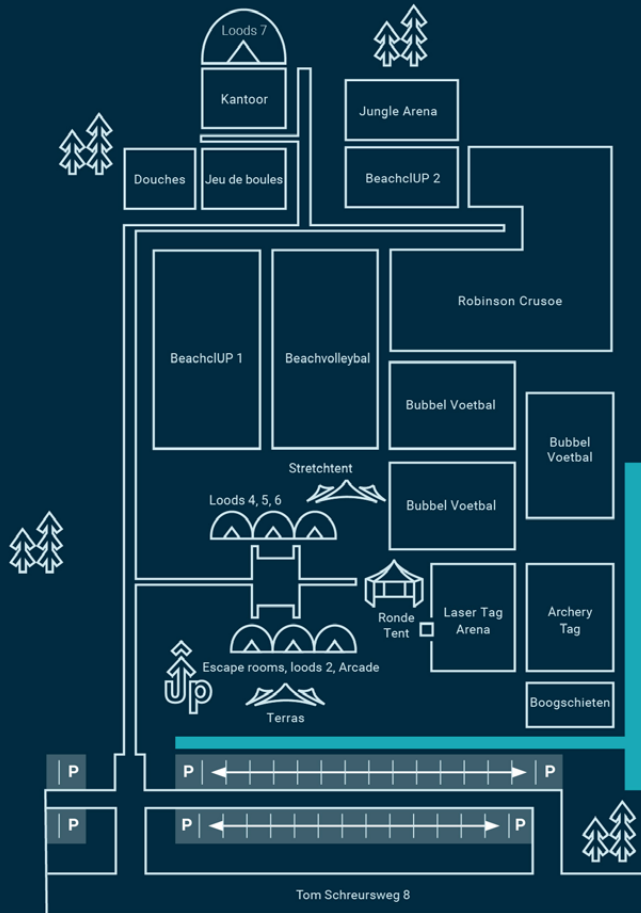 Loods 7
Kantoor
Jungle Arena
Douches
Jeu de boules
BeachclUP 2
Robinson Crusoe
BeachclUP 1
Beachvolleybal
Bubbel Voetbal
Bubbel
Voetbal
Stretchtent
Loods 4, 5, 6
Bubbel Voetbal
Ronde
Tent
Laser Tag
Arena
Archery
Tag
Escape rooms, loods 2, Arcade
Up
Terras
Boogschieten
P
P
P
P
P
P
Tom Schreursweg 8